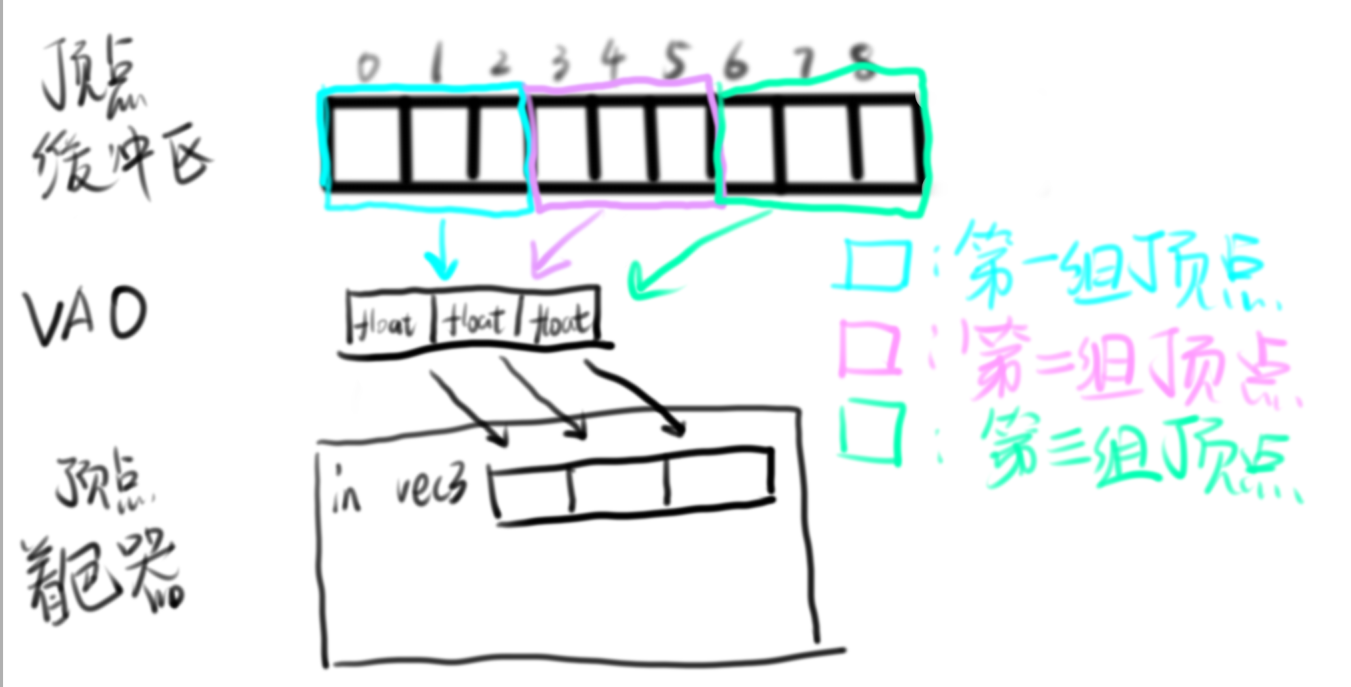 顶点
缓冲区
0 1 2 3 4 5 6 7 8
VAO
float float float
顶点
着色器
in vec3
:第一组顶点
:第二组顶点
:第三组顶点